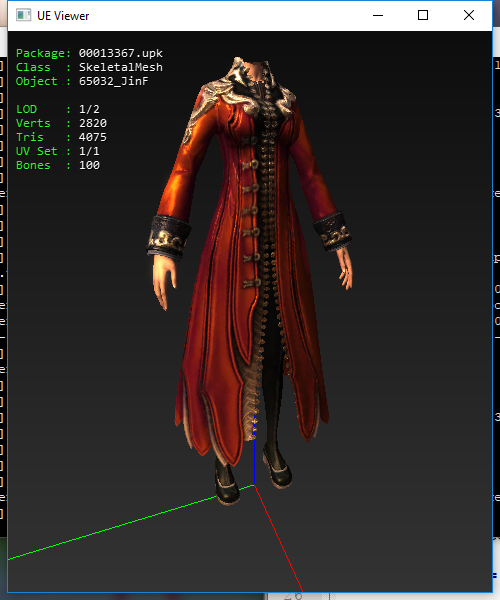 UE Viewer
Package: 00013367.upk
Class  : SkeletalMesh
Object : 65032_JinF
LOD    : 1/2
Verts  : 2820
Tris   : 4075
UV Set : 1/1
Bones  : 100